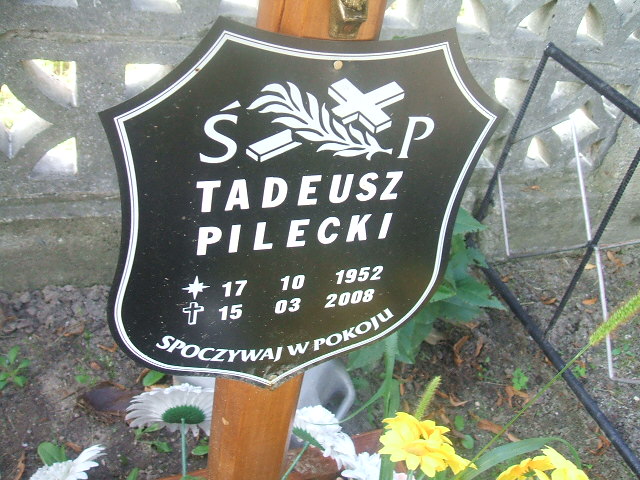 Ś P
TADEUSZ
PILECKI
17 10 1952
15 03 2008
SPOCZYWAJ W POKOJU